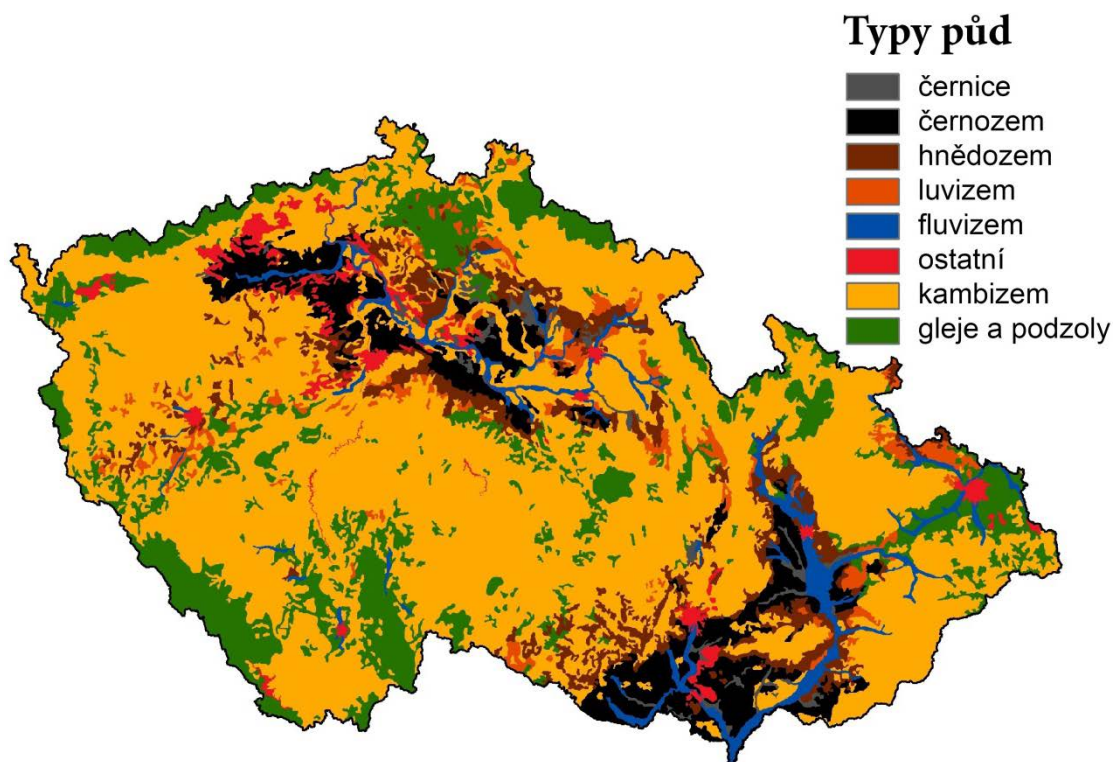 Typy půd
černice
černozem
hnědozem
luvizem
fluvizem
ostatní
kambizem
gleje a podzoly